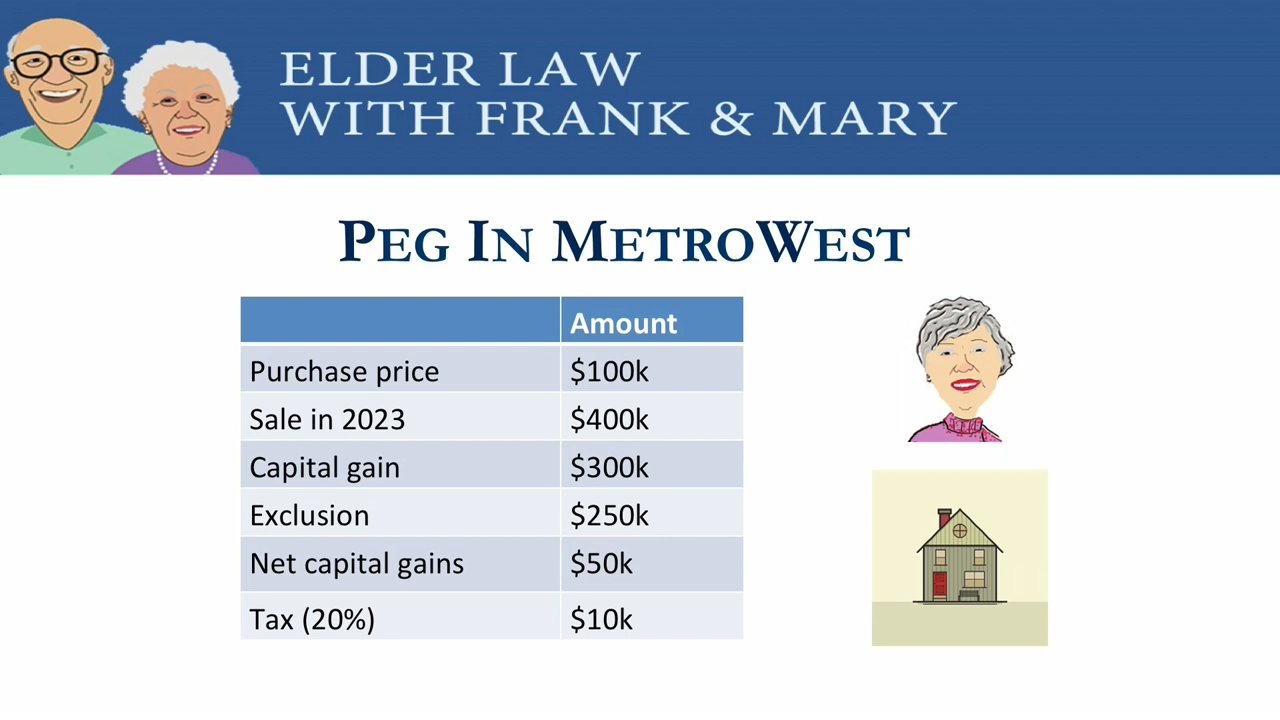 ELDER LAW
WITH FRANK & MARY
PEG IN METROWEST
Amount
Purchase price $100k
Sale in 2023 $400k
Capital gain $300k
Exclusion $250k
Net capital gains $50k
Tax (20%) $10k